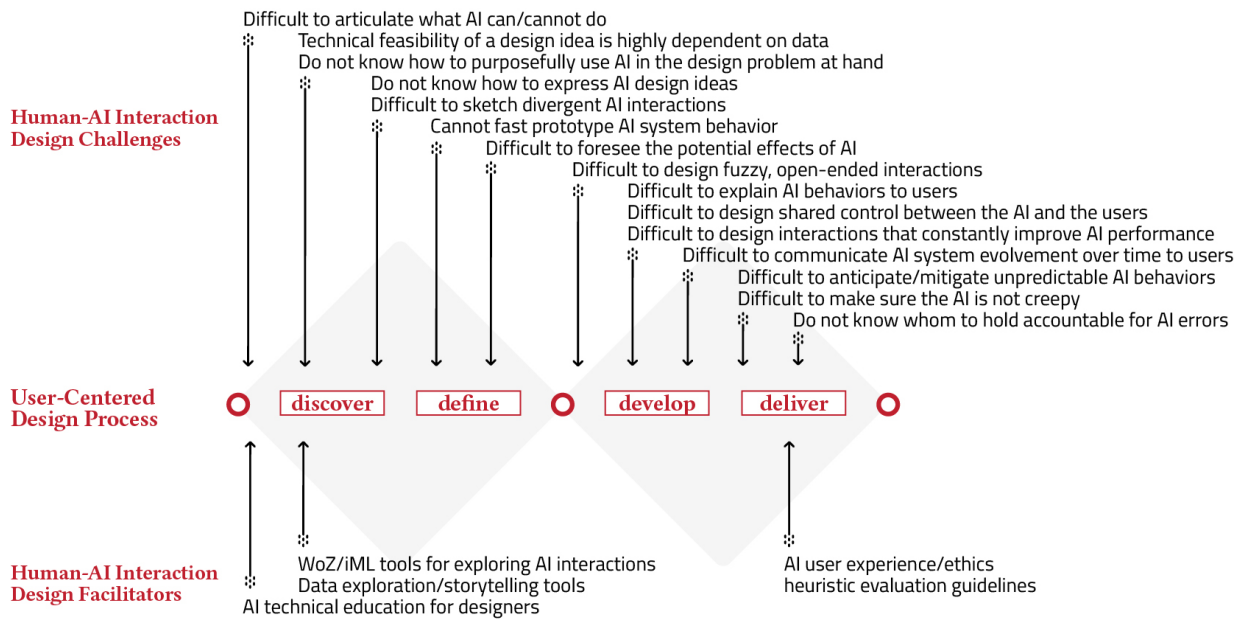 Difficult to articulate what AI can/cannot do
Technical feasibility of a design idea is highly dependent on data
Do not know how to purposefully use AI in the design problem at hand
Do not know how to express AI design ideas
Difficult to sketch divergent AI interactions
Cannot fast prototype AI system behavior
Difficult to foresee the potential effects of AI
Difficult to design fuzzy, open-ended interactions
Difficult to explain AI behaviors to users
Difficult to design shared control between the AI and the users
Difficult to design interactions that constantly improve AI performance
Difficult to communicate AI system evolvement over time to users
Difficult to anticipate/mitigate unpredictable AI behaviors
Difficult to make sure the AI is not creepy
Do not know whom to hold accountable for AI errors
Human-AI Interaction
Design Challenges
User-Centered
Design Process
discover
define
develop
deliver
Human-AI Interaction
Design Facilitators
WoZ/iML tools for exploring AI interactions
Data exploration/storytelling tools
AI technical education for designers
AI user experience/ethics
heuristic evaluation guidelines